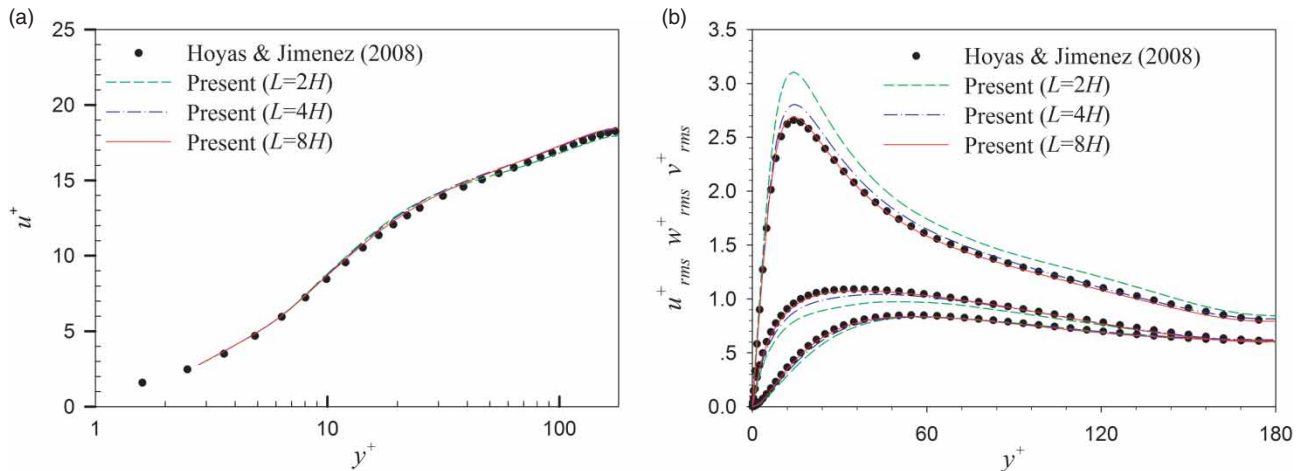 (a)
25
20
15
10
5
0
u+
1
10
100
y+
Hoyas & Jimenez (2008)
Present (L=2H)
Present (L=4H)
Present (L=8H)
(b)
3.5
3.0
2.5
2.0
1.5
1.0
.5
0.0
u+rms w+rms v+rms
0
60
120
180
y+
Hoyas & Jimenez (2008)
Present (L=2H)
Present (L=4H)
Present (L=8H)